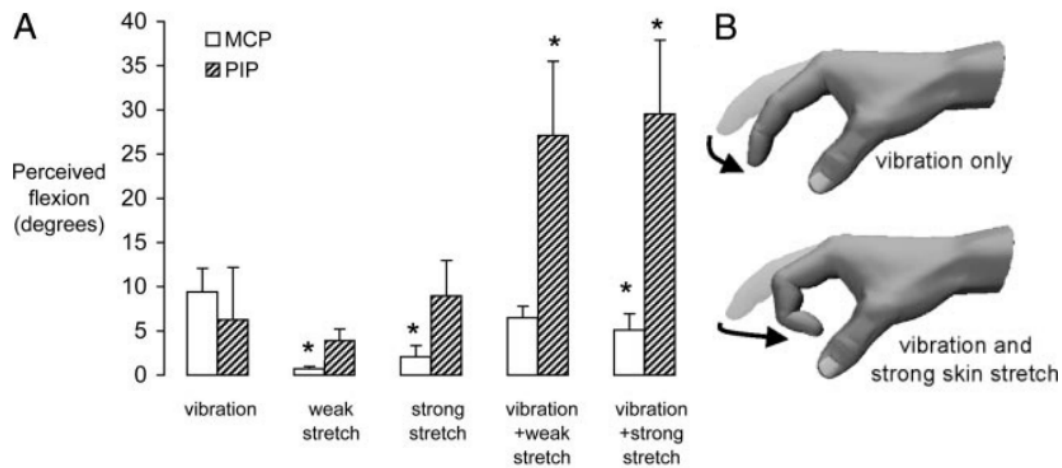 A
MCP
PIP
Perceived
flexion
(degrees)
40
35
30
25
20
15
10
5
0
*
*
*
*
*
vibration
weak
stretch
strong
stretch
vibration
+weak
stretch
vibration
+strong
stretch
B
vibration only
vibration and
strong skin stretch